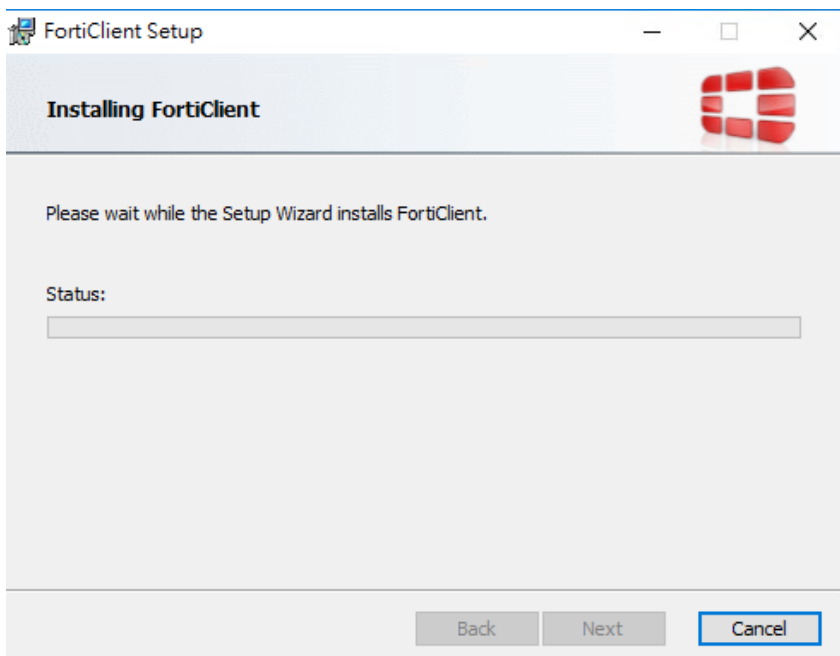 FortiClient Setup
Installing FortiClient
Please wait while the Setup Wizard installs FortiClient.
Status:
Back Next Cancel